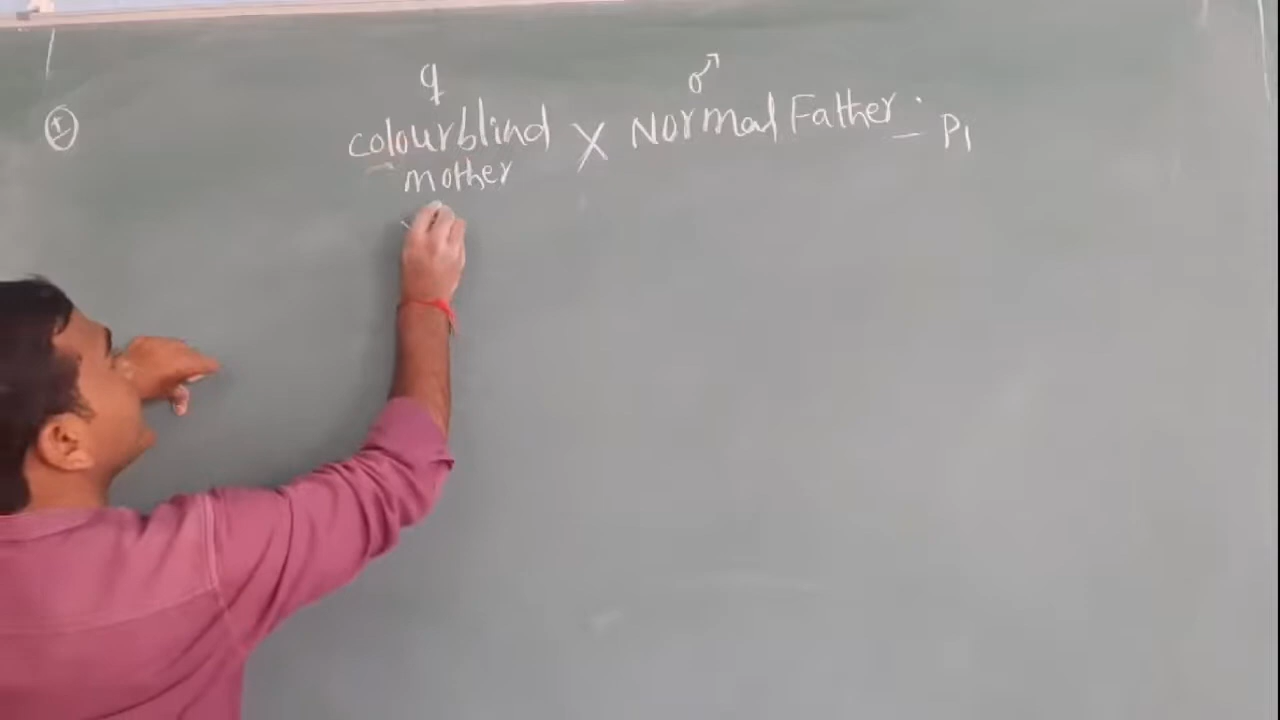 ① ♀ ♂
colourblind X Normal Father - P1
mother